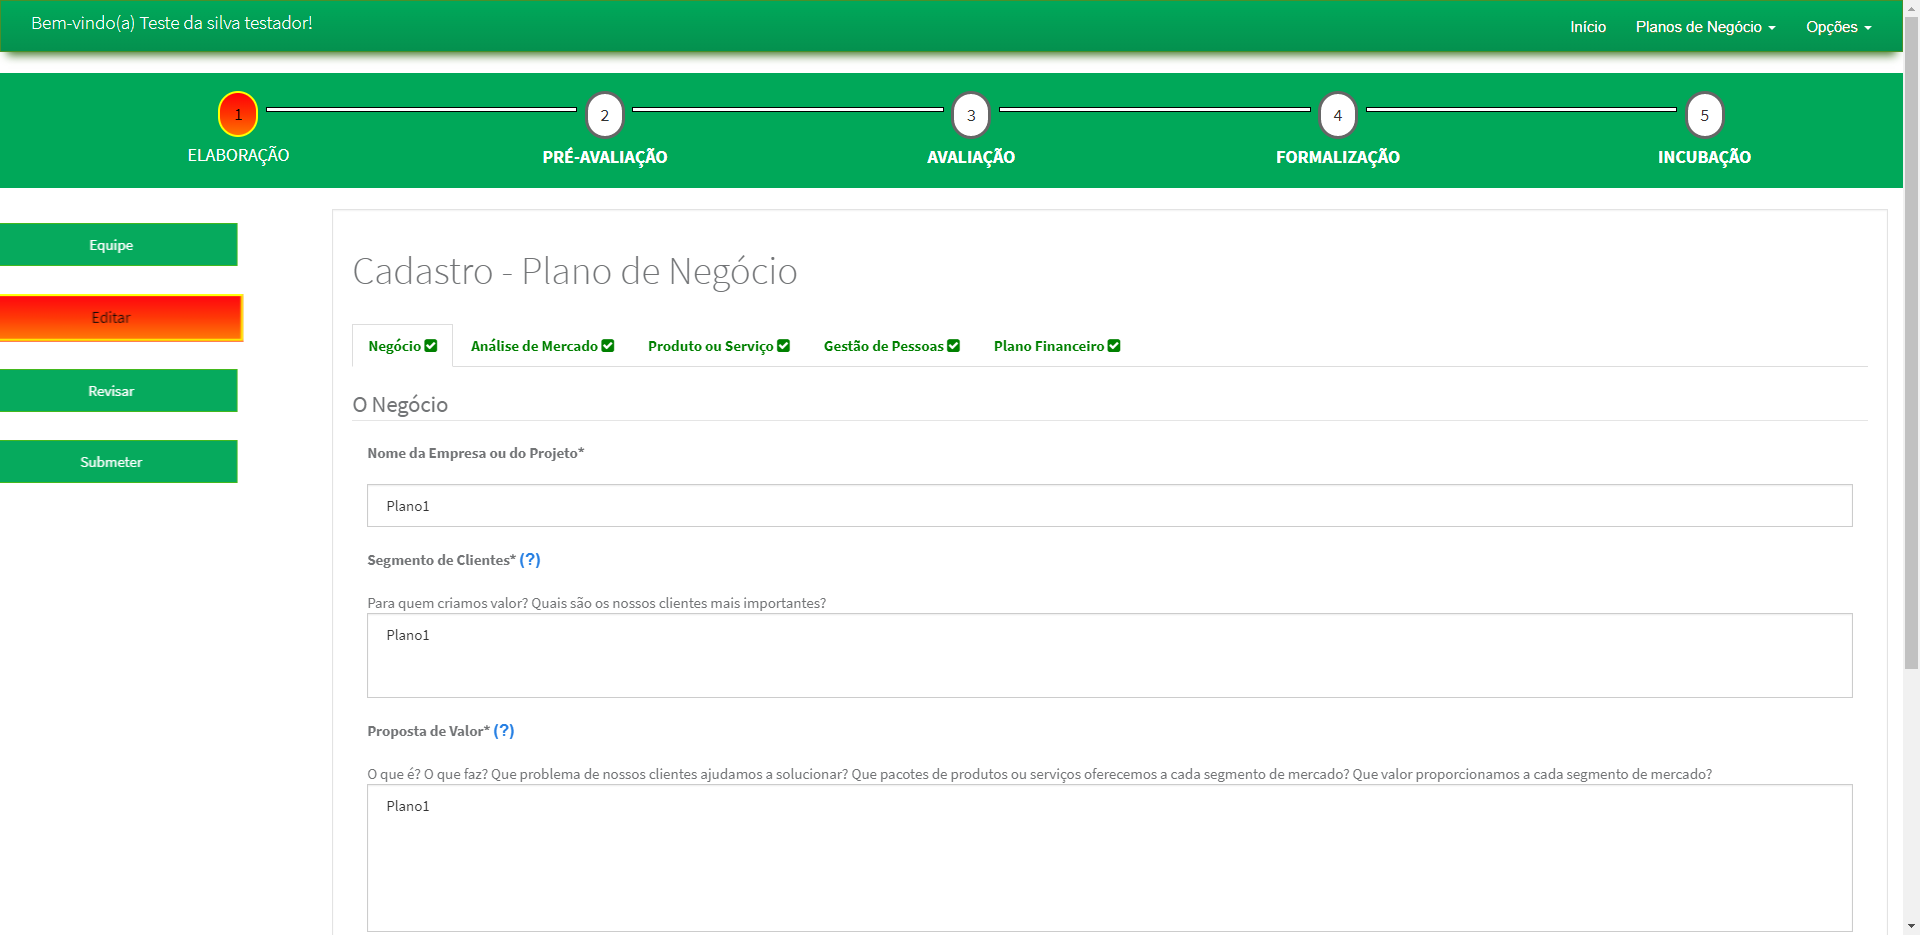 Bem-vindo(a) Teste da silva testador!
Início Planos de Negócio Opções
1 2 3 4 5
ELABORAÇÃO PRÉ-AVALIAÇÃO AVALIAÇÃO FORMALIZAÇÃO INCUBAÇÃO
Equipe
Editar
Revisar
Submeter
Cadastro - Plano de Negócio
Negócio Análise de Mercado Produto ou Serviço Gestão de Pessoas Plano Financeiro
O Negócio
Nome da Empresa ou do Projeto*
Plano1
Segmento de Clientes* (?)
Para quem criamos valor? Quais são os nossos clientes mais importantes?
Plano1
Proposta de Valor* (?)
O que é? O que faz? Que problema de nossos clientes ajudamos a solucionar? Que pacotes de produtos ou serviços oferecemos a cada segmento de mercado? Que valor proporcionamos a cada segmento de mercado?
Plano1